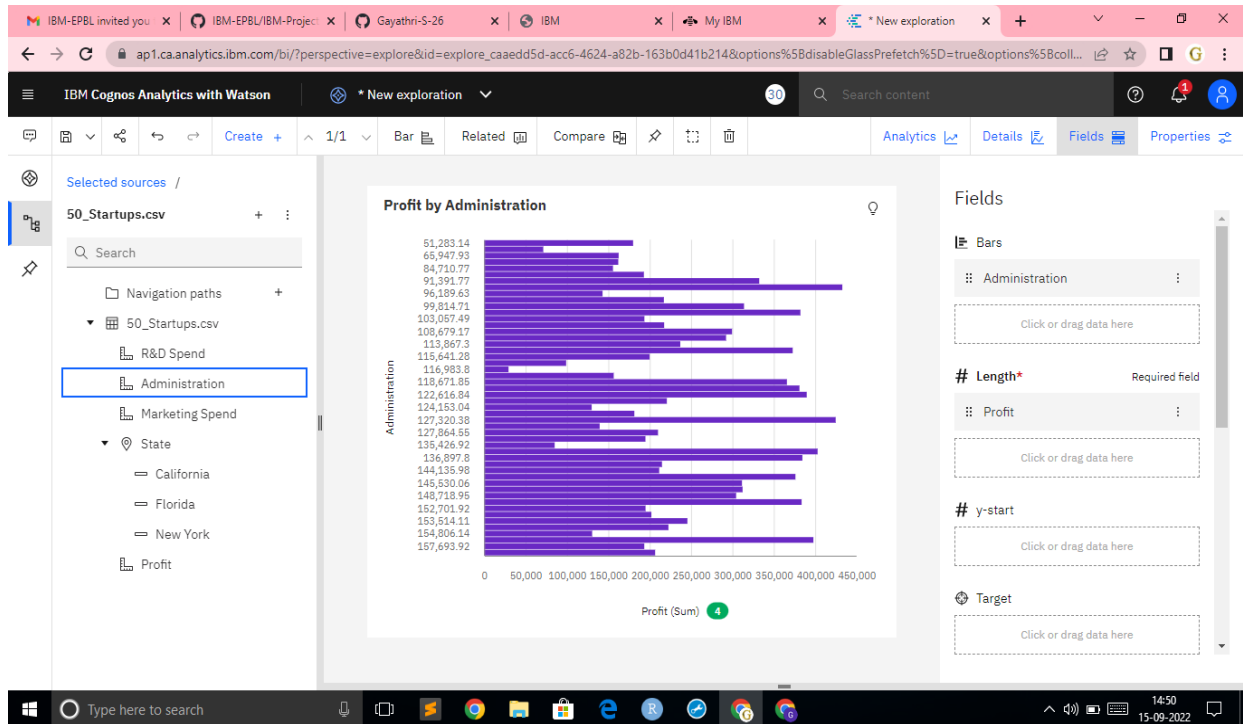 IBM-EPBL invited you
IBM-EPBL/IBM-Project
Gayathri-S-26
IBM
My IBM
* New exploration
ap1.ca.analytics.ibm.com/bi/?perspective=explore&id=explore_caaedd5d-acc6-4624-a82b-163b0d41b214&options%5BdisableGlassPrefetch%5D=true&options%5Bcoll...
G
IBM Cognos Analytics with Watson
* New exploration
30
Search content
1
Create +
1/1
Bar
Related
Compare
Analytics
Details
Fields
Properties
Selected sources /
50_Startups.csv
Search
Navigation paths
50_Startups.csv
R&D Spend
Administration
Marketing Spend
State
California
Florida
New York
Profit
Profit by Administration
Administration
51,283.14
65,947.93
84,710.77
91,391.77
96,189.63
99,814.71
103,057.49
108,679.17
113,867.3
115,641.28
116,983.8
118,671.85
122,616.84
124,153.04
127,320.38
127,864.55
135,426.92
136,897.8
144,135.98
145,530.06
148,718.95
152,701.92
153,514.11
154,806.14
157,693.92
0 50,000 100,000 150,000 200,000 250,000 300,000 350,000 400,000 450,000
Profit (Sum) 4
Fields
Bars
Administration
Click or drag data here
# Length* Required field
Profit
Click or drag data here
# y-start
Click or drag data here
Target
Click or drag data here
Type here to search
R
14:50
15-09-2022